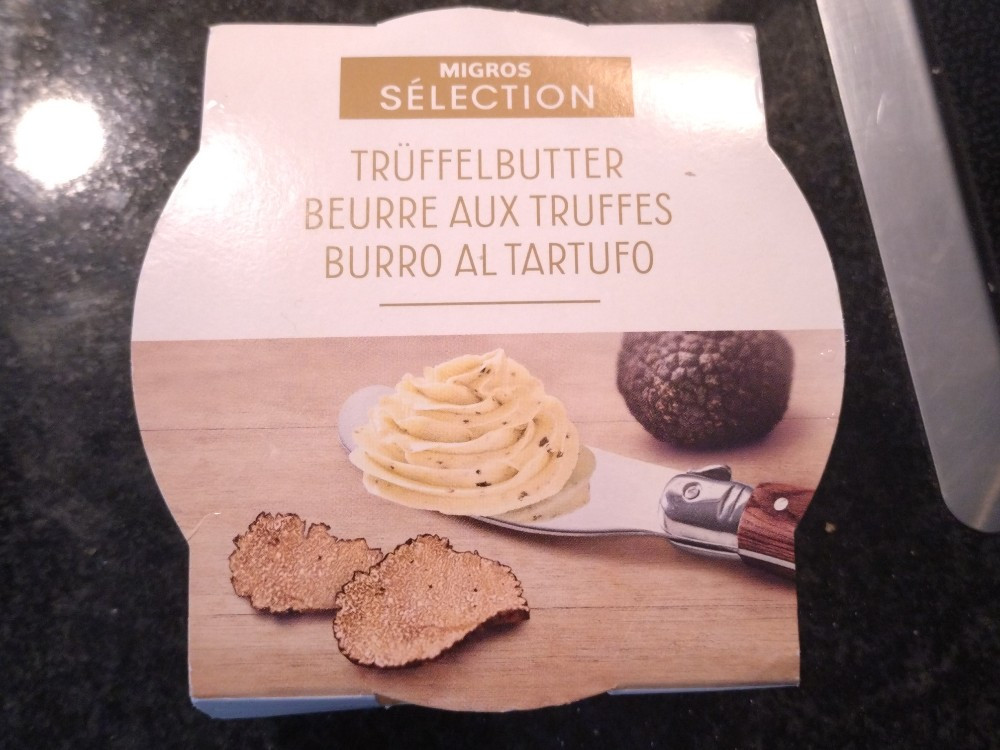 MIGROS
SÉLECTION
TRÜFFELBUTTER
BEURRE AUX TRUFFES
BURRO AL TARTUFO